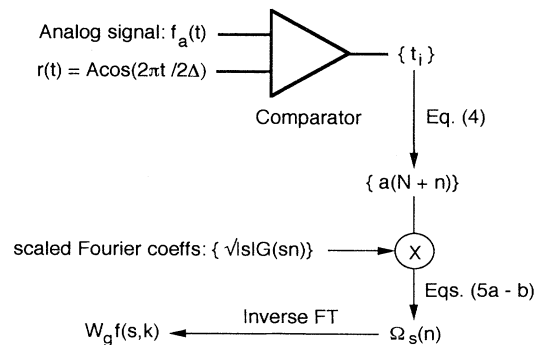 Analog signal: f_a(t)
r(t) = Acos(2πt /2Δ)
{ t_i }
Comparator
Eq. (4)
{ a(N + n)}
scaled Fourier coeffs: { √|s|G(sn)}
X
Eqs. (5a - b)
Inverse FT
W_g f(s,k)
Ω_s(n)